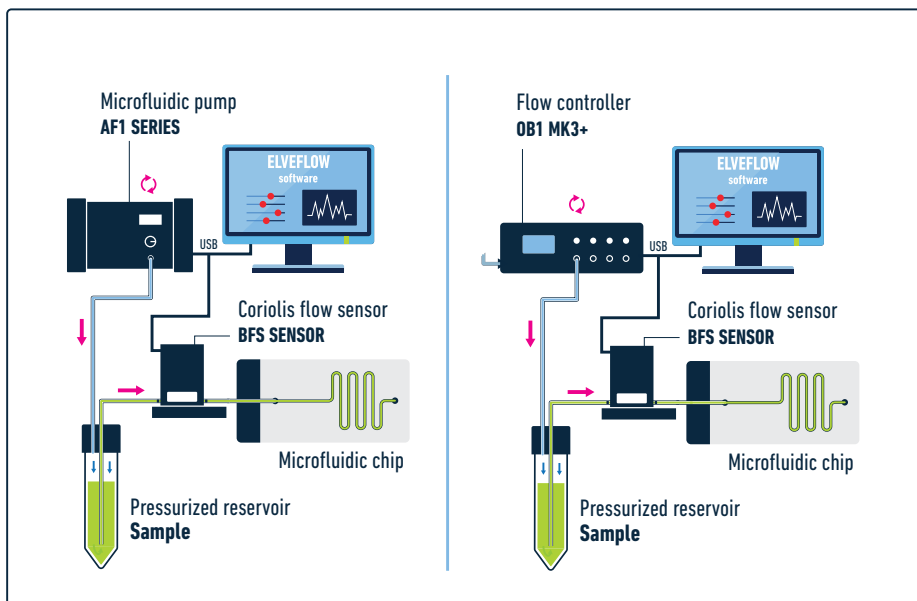 Microfluidic pump
AF1 SERIES
ELVEFLOW
software
USB
Coriolis flow sensor
BFS SENSOR
Microfluidic chip
Pressurized reservoir
Sample
Flow controller
OB1 MK3+
ELVEFLOW
software
USB
Coriolis flow sensor
BFS SENSOR
Microfluidic chip
Pressurized reservoir
Sample